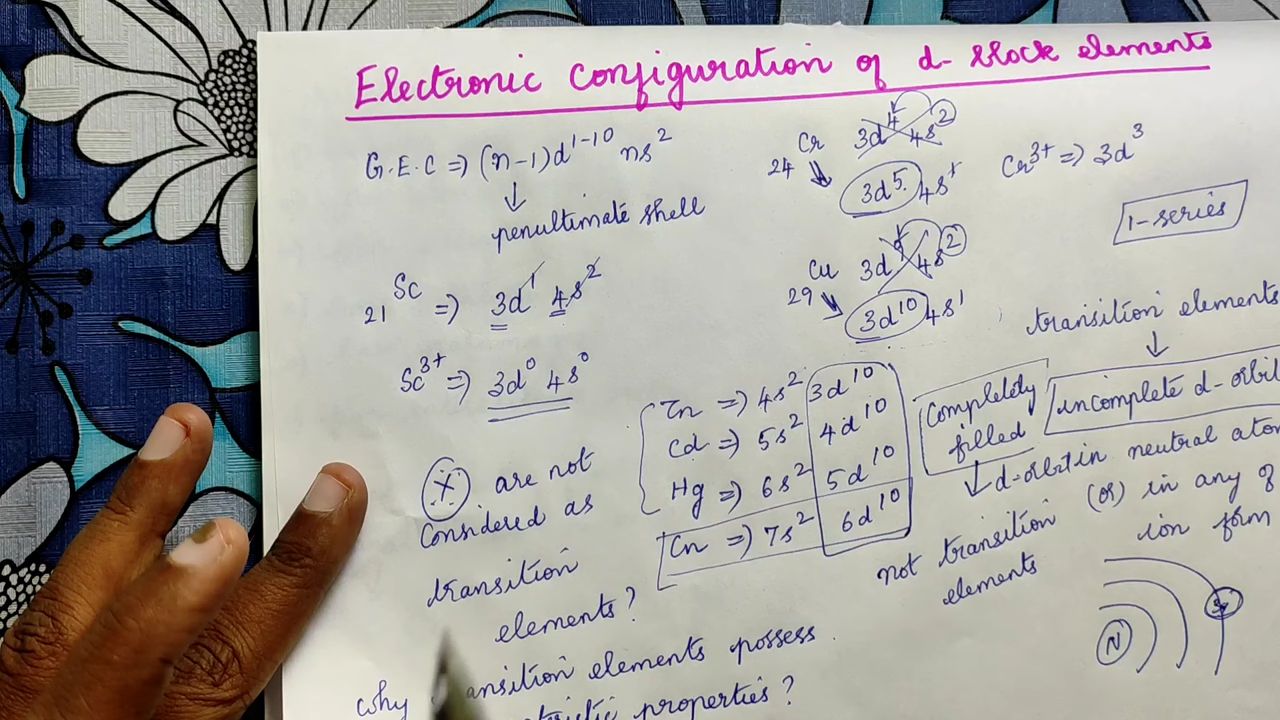 Electronic Configuration of d-block elements
G.E.C => (n-1)d¹⁻¹⁰ ns²
↓
penultimate shell
₂₁Sc => 3d¹ 4s²
Sc³⁺ => 3d⁰ 4s⁰
Cr 3d⁴ 4s²
24 3d⁵ 4s¹
Cr³⁺ => 3d³
1-series
Cu 3d⁹ 4s²
29 3d¹⁰ 4s¹
transition elements
↓
incomplete d-orbit
d-orbt in neutral atom
(or) in any of
ion form
Zn => 4s² 3d¹⁰
Cd => 5s² 4d¹⁰
Hg => 6s² 5d¹⁰
Cn => 7s² 6d¹⁰
Completely
filled
↓
not transition
elements
X are not
Considered as
transition
elements?
why ansition elements possess
properties?
N